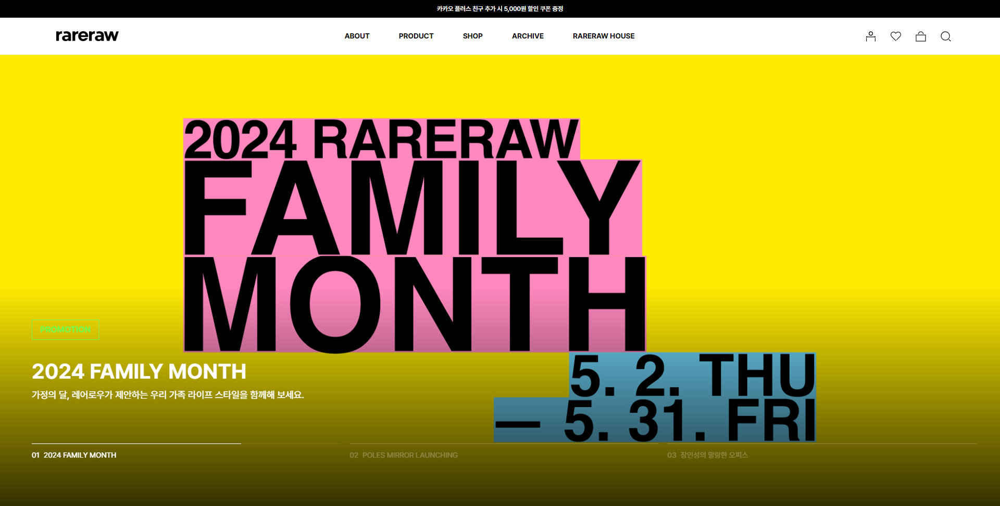 카카오 플러스 친구 추가 시 5,000원 할인 쿠폰 증정
rareraw
ABOUT
PRODUCT
SHOP
ARCHIVE
RARERAW HOUSE
2024 RARERAW
FAMILY
MONTH
5. 2. THU
— 5. 31. FRI
PROMOTION
2024 FAMILY MONTH
가정의 달, 레어로우가 제안하는 우리 가족 라이프 스타일을 함께해 보세요.
01 2024 FAMILY MONTH
02 POLES MIRROR LAUNCHING
03 장인성의 말랑한 오피스